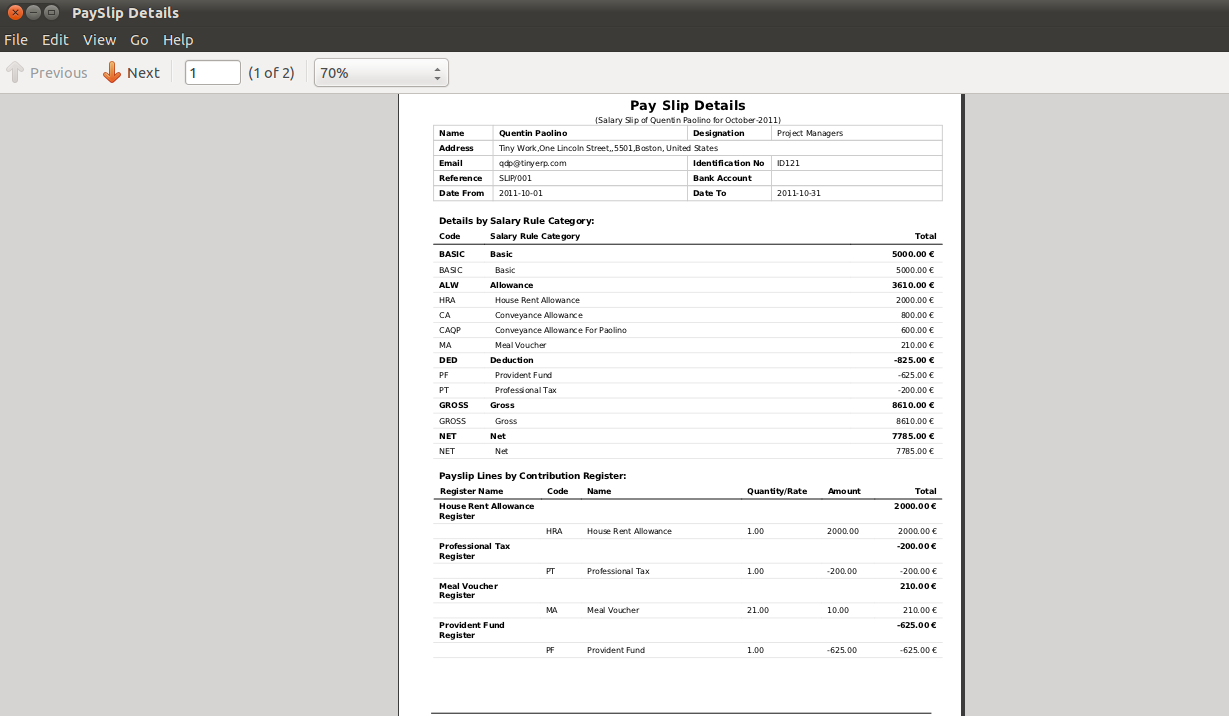 PaySlip Details
File Edit View Go Help
Previous Next 1 (1 of 2) 70%
Pay Slip Details
(Salary Slip of Quentin Paolino for October-2011)
Name Quentin Paolino Designation Project Managers
Address Tiny Work,One Lincoln Street,,5501,Boston, United States
Email qdp@tinyerp.com Identification No ID121
Reference SLIP/001 Bank Account
Date From 2011-10-01 Date To 2011-10-31
Details by Salary Rule Category:
Code Salary Rule Category Total
BASIC Basic 5000.00 €
BASIC Basic 5000.00 €
ALW Allowance 3610.00 €
HRA House Rent Allowance 2000.00 €
CA Conveyance Allowance 800.00 €
CAQP Conveyance Allowance For Paolino 600.00 €
MA Meal Voucher 210.00 €
DED Deduction -825.00 €
PF Provident Fund -625.00 €
PT Professional Tax -200.00 €
GROSS Gross 8610.00 €
GROSS Gross 8610.00 €
NET Net 7785.00 €
NET Net 7785.00 €
Payslip Lines by Contribution Register:
Register Name Code Name Quantity/Rate Amount Total
House Rent Allowance 2000.00 €
Register
HRA House Rent Allowance 1.00 2000.00 2000.00 €
Professional Tax -200.00 €
Register
PT Professional Tax 1.00 -200.00 -200.00 €
Meal Voucher 210.00 €
Register
MA Meal Voucher 21.00 10.00 210.00 €
Provident Fund -625.00 €
Register
PF Provident Fund 1.00 -625.00 -625.00 €